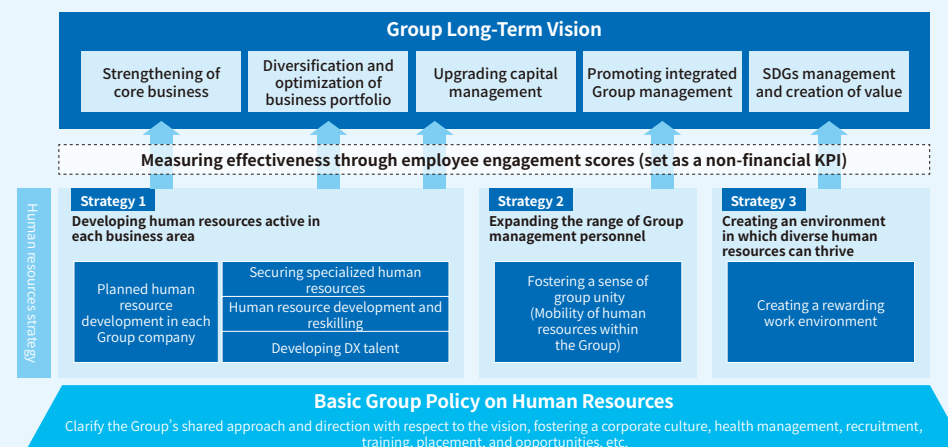 Group Long-Term Vision
Strengthening of
core business
Diversification and
optimization of
business portfolio
Upgrading capital
management
Promoting integrated
Group management
SDGs management
and creation of value
Measuring effectiveness through employee engagement scores (set as a non-financial KPI)
Human resources strategy
Strategy 1
Developing human resources active in
each business area
Planned human
resource
development in each
Group company
Securing specialized human
resources
Human resource development and
reskilling
Developing DX talent
Strategy 2
Expanding the range of Group
management personnel
Fostering a sense of
group unity
(Mobility of human
resources within
the Group)
Strategy 3
Creating an environment
in which diverse human
resources can thrive
Creating a rewarding
work environment
Basic Group Policy on Human Resources
Clarify the Group's shared approach and direction with respect to the vision, fostering a corporate culture, health management, recruitment,
training, placement, and opportunities, etc.